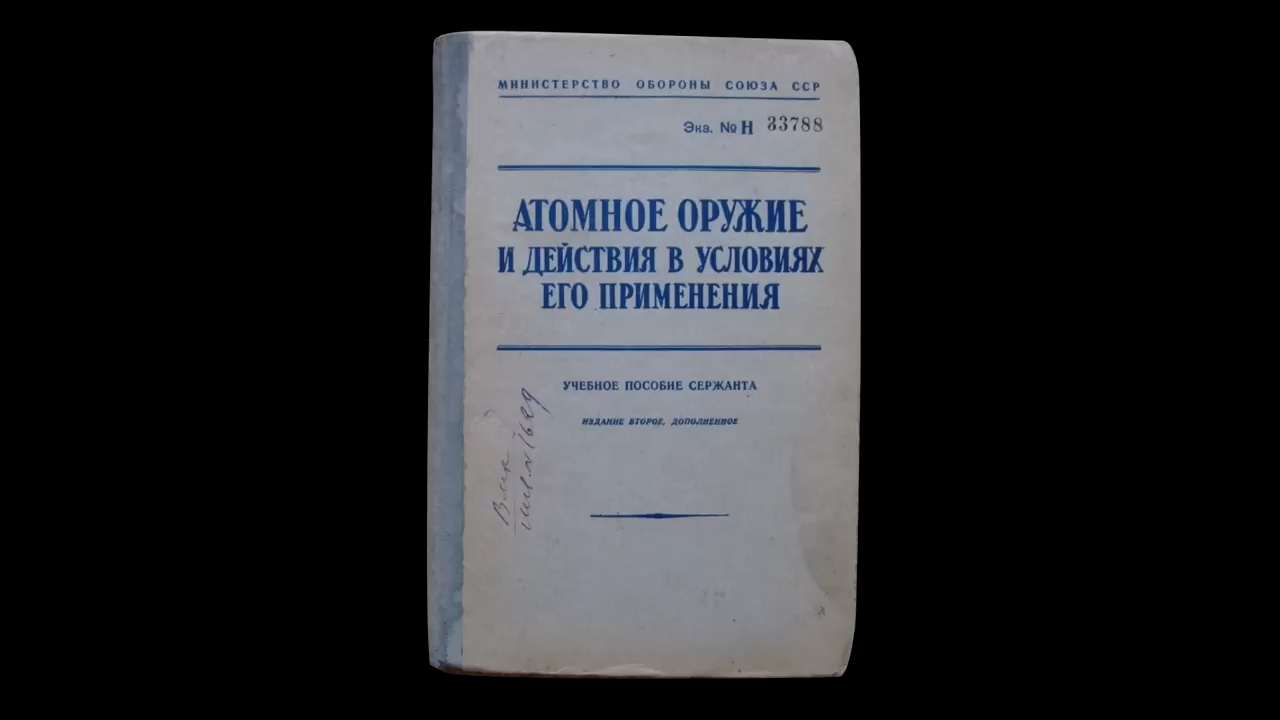 МИНИСТЕРСТВО ОБОРОНЫ СОЮЗА ССР
Экз. № Н 33788
АТОМНОЕ ОРУЖИЕ
И ДЕЙСТВИЯ В УСЛОВИЯХ
ЕГО ПРИМЕНЕНИЯ
УЧЕБНОЕ ПОСОБИЕ СЕРЖАНТА
ИЗДАНИЕ ВТОРОЕ, ДОПОЛНЕННОЕ